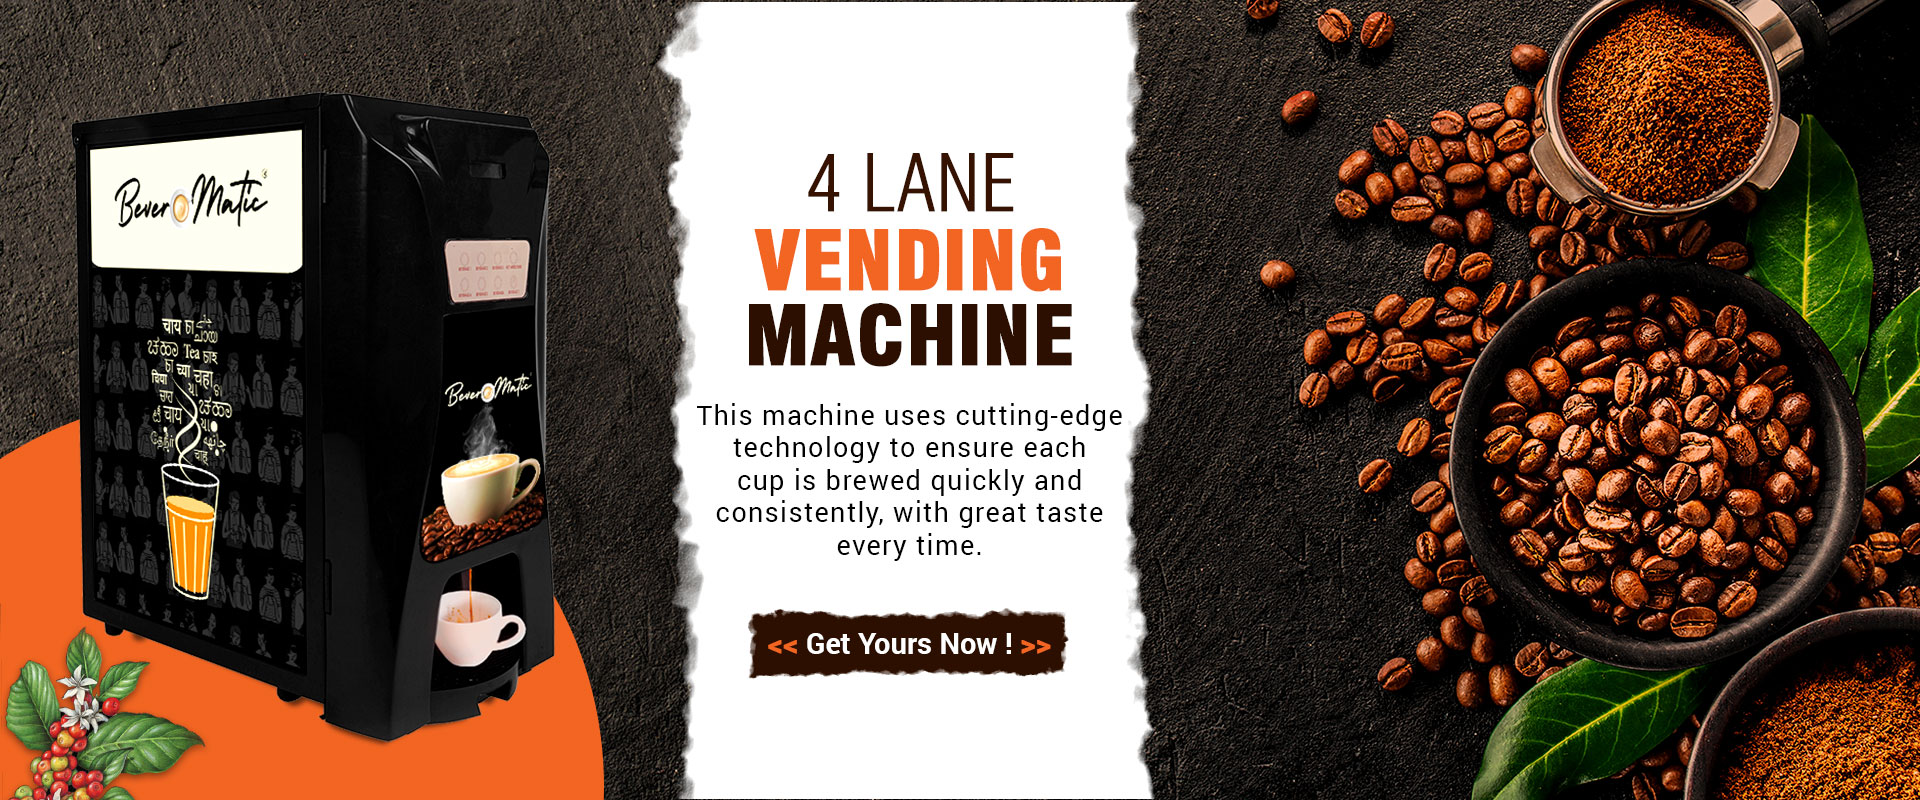 Bever Matic
चाय
Tea
च्या चहा
चाय
Bever Matic
4 LANE
VENDING
MACHINE
This machine uses cutting-edge
technology to ensure each
cup is brewed quickly and
consistently, with great taste
every time.
<< Get Yours Now ! >>